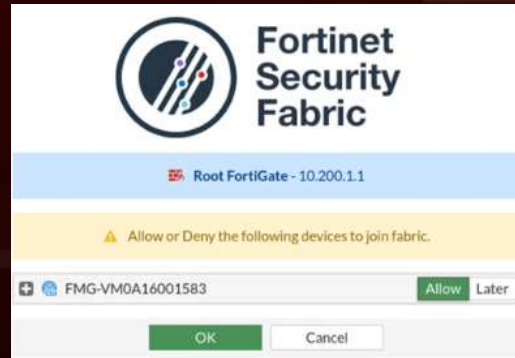 Fortinet
Security
Fabric
Root FortiGate - 10.200.1.1
Allow or Deny the following devices to join fabric.
FMG-VM0A16001583 Allow Later
OK Cancel